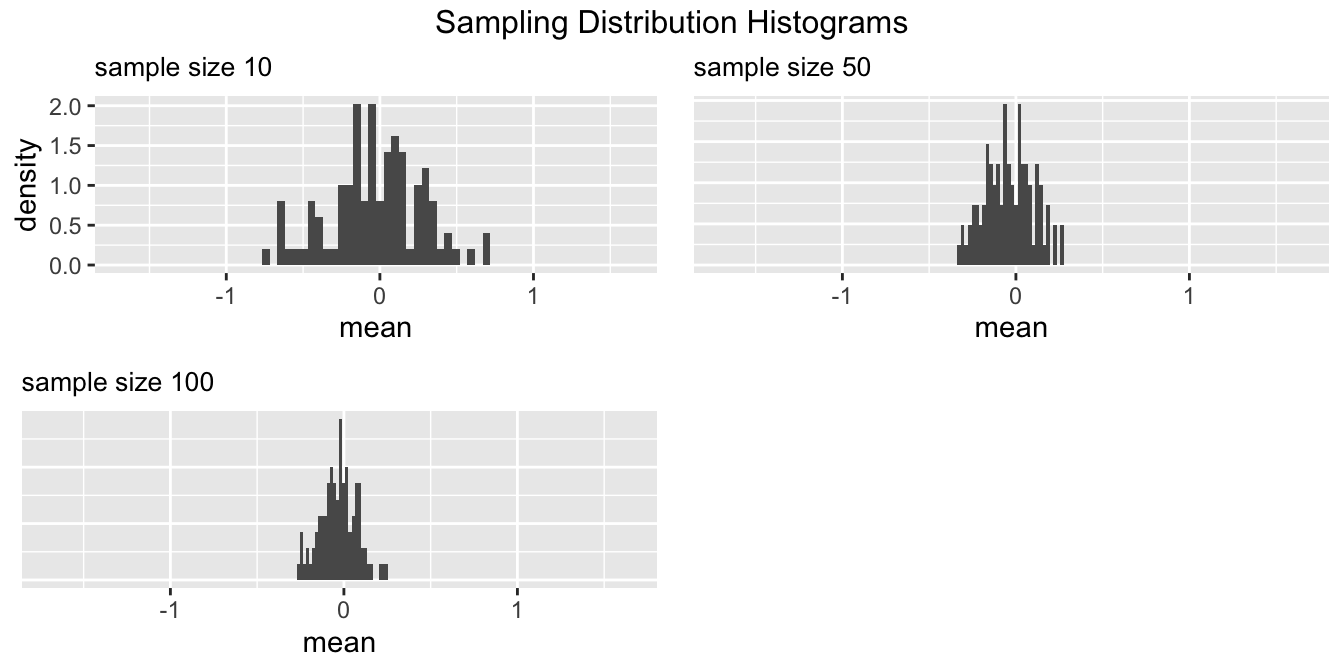 Sampling Distribution Histograms
sample size 10
2.0
1.5
1.0
0.5
0.0
density
-1 0 1
mean
sample size 50
-1 0 1
mean
sample size 100
-1 0 1
mean